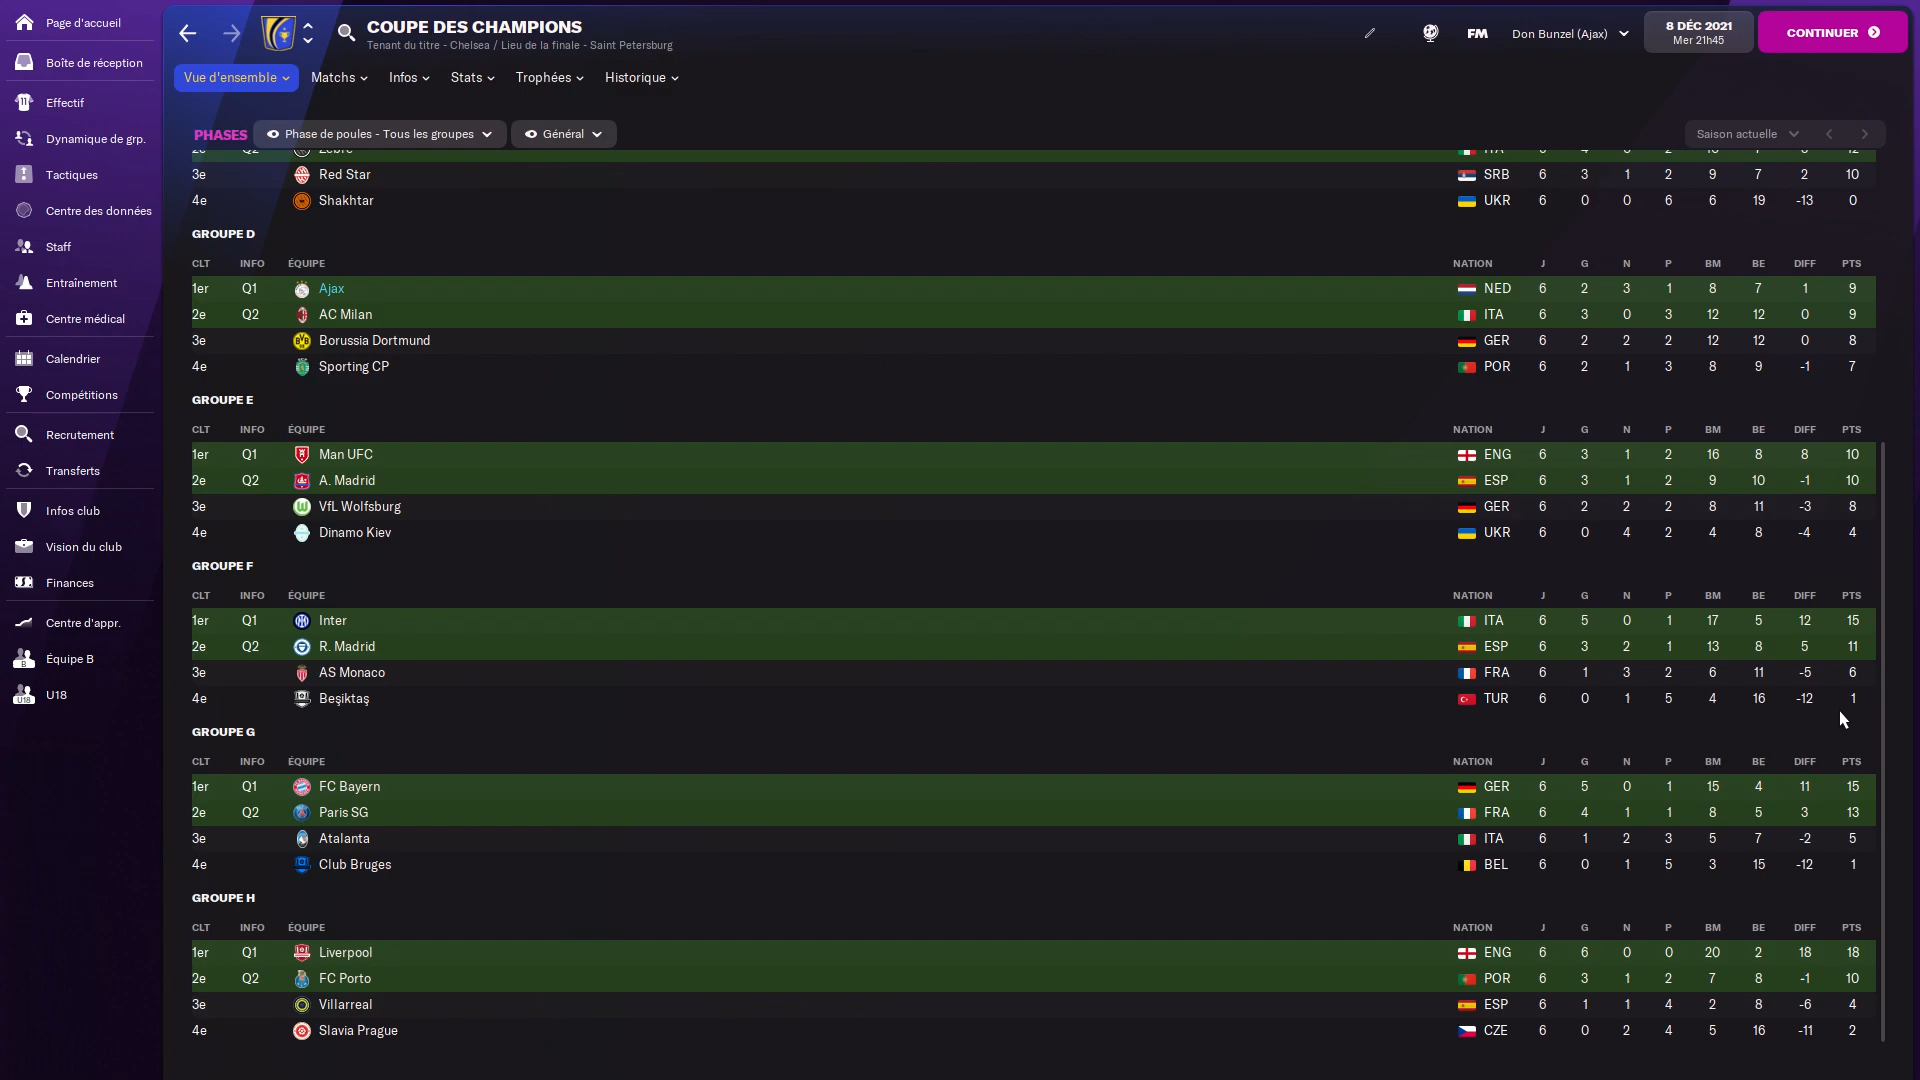 Page d'accueil
Boîte de réception
Effectif
Dynamique de grp.
Tactiques
Centre des données
Staff
Entraînement
Centre médical
Calendrier
Compétitions
Recrutement
Transferts
Infos club
Vision du club
Finances
Centre d'appr.
Équipe B
U18
COUPE DES CHAMPIONS
Tenant du titre - Chelsea / Lieu de la finale - Saint Petersburg
FM
Don Bunzel (Ajax)
8 DÉC 2021
Mer 21h45
CONTINUER
Vue d'ensemble Matchs Infos Stats Trophées Historique
PHASES Phase de poules - Tous les groupes Général Saison actuelle
3e Red Star SRB 6 3 1 2 9 7 2 10
4e Shakhtar UKR 6 0 0 6 6 19 -13 0
GROUPE D
CLT INFO ÉQUIPE NATION J G N P BM BE DIFF PTS
1er Q1 Ajax NED 6 2 3 1 8 7 1 9
2e Q2 AC Milan ITA 6 3 0 3 12 12 0 9
3e Borussia Dortmund GER 6 2 2 2 12 12 0 8
4e Sporting CP POR 6 2 1 3 8 9 -1 7
GROUPE E
CLT INFO ÉQUIPE NATION J G N P BM BE DIFF PTS
1er Q1 Man UFC ENG 6 3 1 2 16 8 8 10
2e Q2 A. Madrid ESP 6 3 1 2 9 10 -1 10
3e VfL Wolfsburg GER 6 2 2 2 8 11 -3 8
4e Dinamo Kiev UKR 6 0 4 2 4 8 -4 4
GROUPE F
CLT INFO ÉQUIPE NATION J G N P BM BE DIFF PTS
1er Q1 Inter ITA 6 5 0 1 17 5 12 15
2e Q2 R. Madrid ESP 6 3 2 1 13 8 5 11
3e AS Monaco FRA 6 1 3 2 6 11 -5 6
4e Beşiktaş TUR 6 0 1 5 4 16 -12 1
GROUPE G
CLT INFO ÉQUIPE NATION J G N P BM BE DIFF PTS
1er Q1 FC Bayern GER 6 5 0 1 15 4 11 15
2e Q2 Paris SG FRA 6 4 1 1 8 5 3 13
3e Atalanta ITA 6 1 2 3 5 7 -2 5
4e Club Bruges BEL 6 0 1 5 3 15 -12 1
GROUPE H
CLT INFO ÉQUIPE NATION J G N P BM BE DIFF PTS
1er Q1 Liverpool ENG 6 6 0 0 20 2 18 18
2e Q2 FC Porto POR 6 3 1 2 7 8 -1 10
3e Villarreal ESP 6 1 1 4 2 8 -6 4
4e Slavia Prague CZE 6 0 2 4 5 16 -11 2